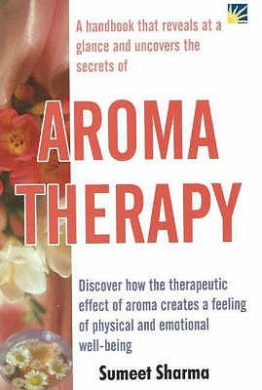 A handbook that reveals at a
glance and uncovers the
secrets of
AROMA
THERAPY
Discover how the therapeutic
effect of aroma creates a feeling
of physical and emotional
well-being
Sumeet Sharma